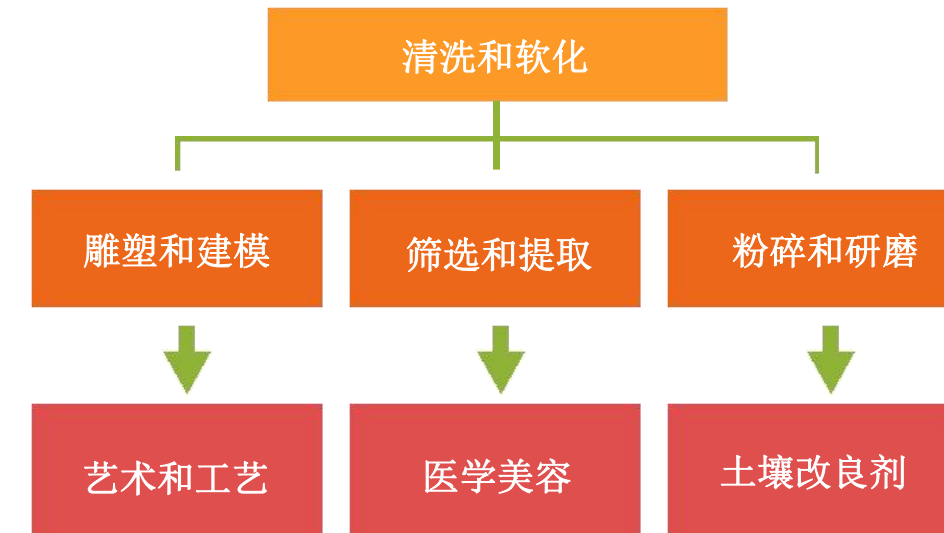 清洗和软化
雕塑和建模
筛选和提取
粉碎和研磨
艺术和工艺
医学美容
土壤改良剂